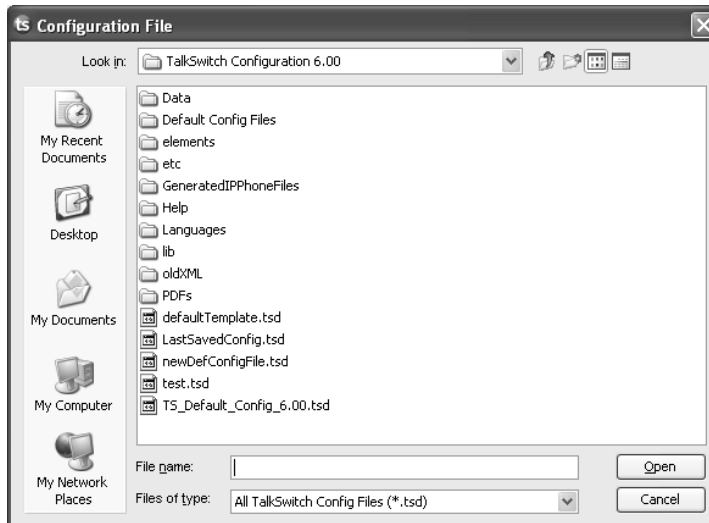 ts Configuration File
Look in:
TalkSwitch Configuration 6.00
My Recent
Documents
Desktop
My Documents
My Computer
My Network
Places
Data
Default Config Files
elements
etc
GeneratedIPPhoneFiles
Help
Languages
lib
oldXML
PDFs
defaultTemplate.tsd
LastSavedConfig.tsd
newDefConfigFile.tsd
test.tsd
TS_Default_Config_6.00.tsd
File name:
Open
Files of type:
All TalkSwitch Config Files (*.tsd)
Cancel